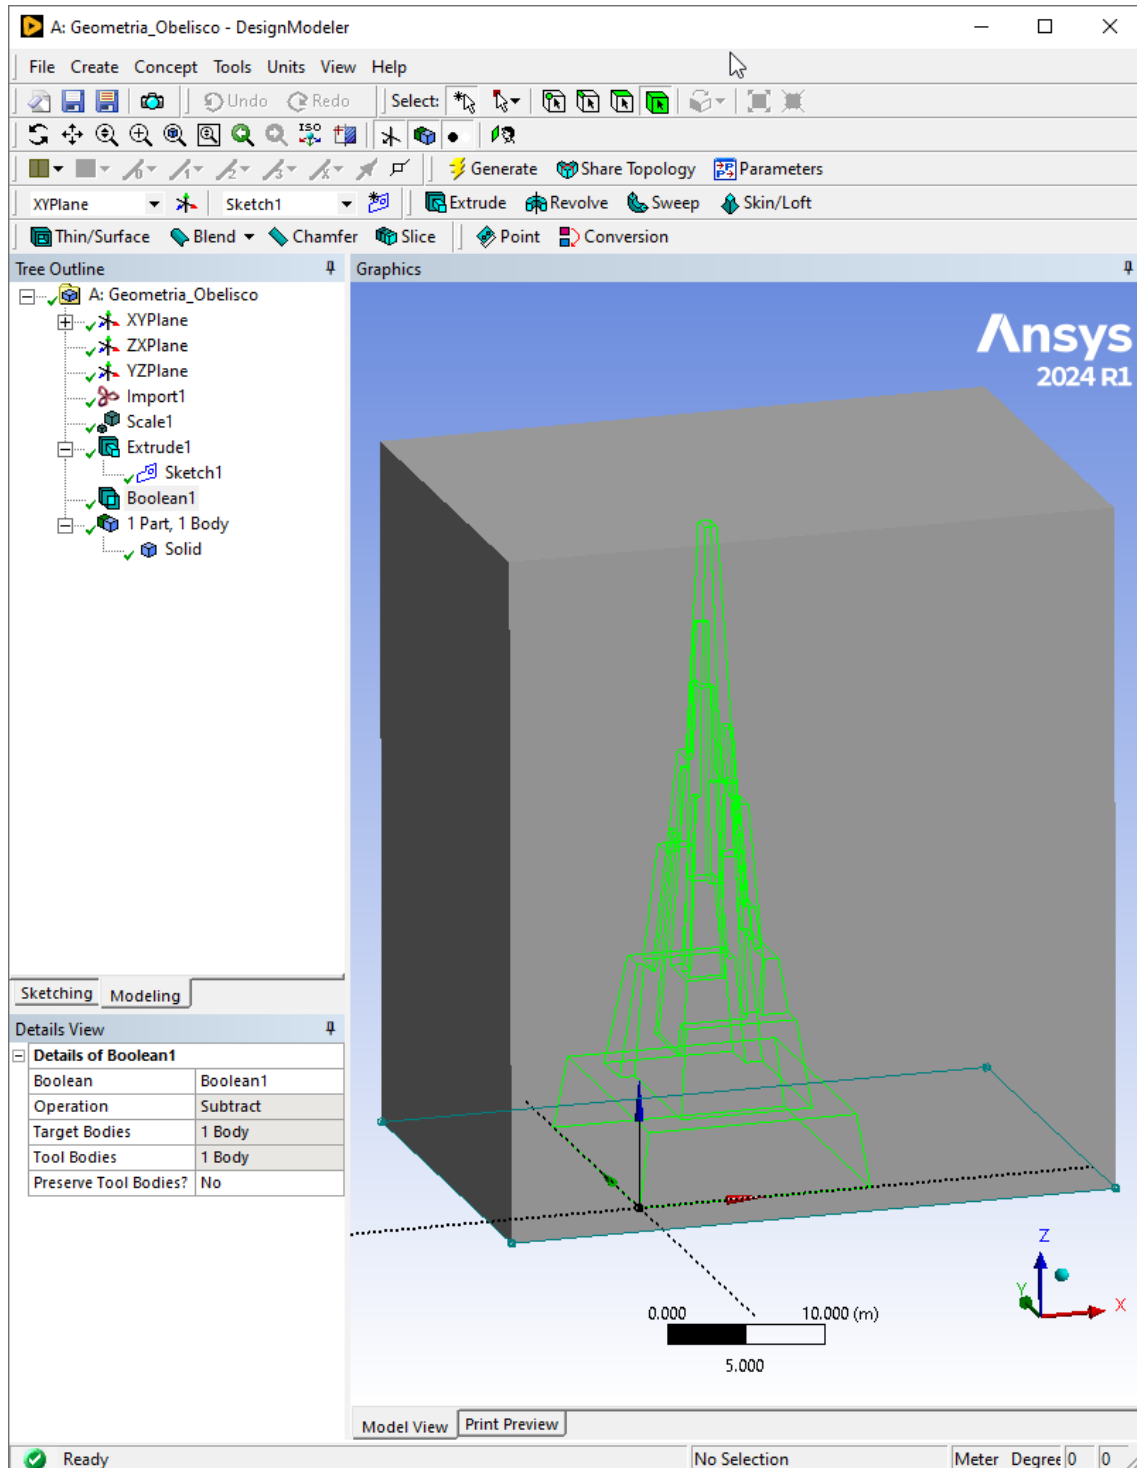 A: Geometria_Obelisco - DesignModeler
File Create Concept Tools Units View Help
Undo Redo Select:
ISO
Generate Share Topology Parameters
XYPlane Sketch1 Extrude Revolve Sweep Skin/Loft
Thin/Surface Blend Chamfer Slice Point Conversion
Tree Outline
A: Geometria_Obelisco
XYPlane
ZXPlane
YZPlane
Import1
Scale1
Extrude1
Sketch1
Boolean1
1 Part, 1 Body
Solid
Sketching Modeling
Details View
Details of Boolean1
Boolean Boolean1
Operation Subtract
Target Bodies 1 Body
Tool Bodies 1 Body
Preserve Tool Bodies? No
Graphics
Ansys
2024 R1
Z
Y
X
0.000 10.000 (m)
5.000
Model View Print Preview
Ready No Selection Meter Degree 0 0